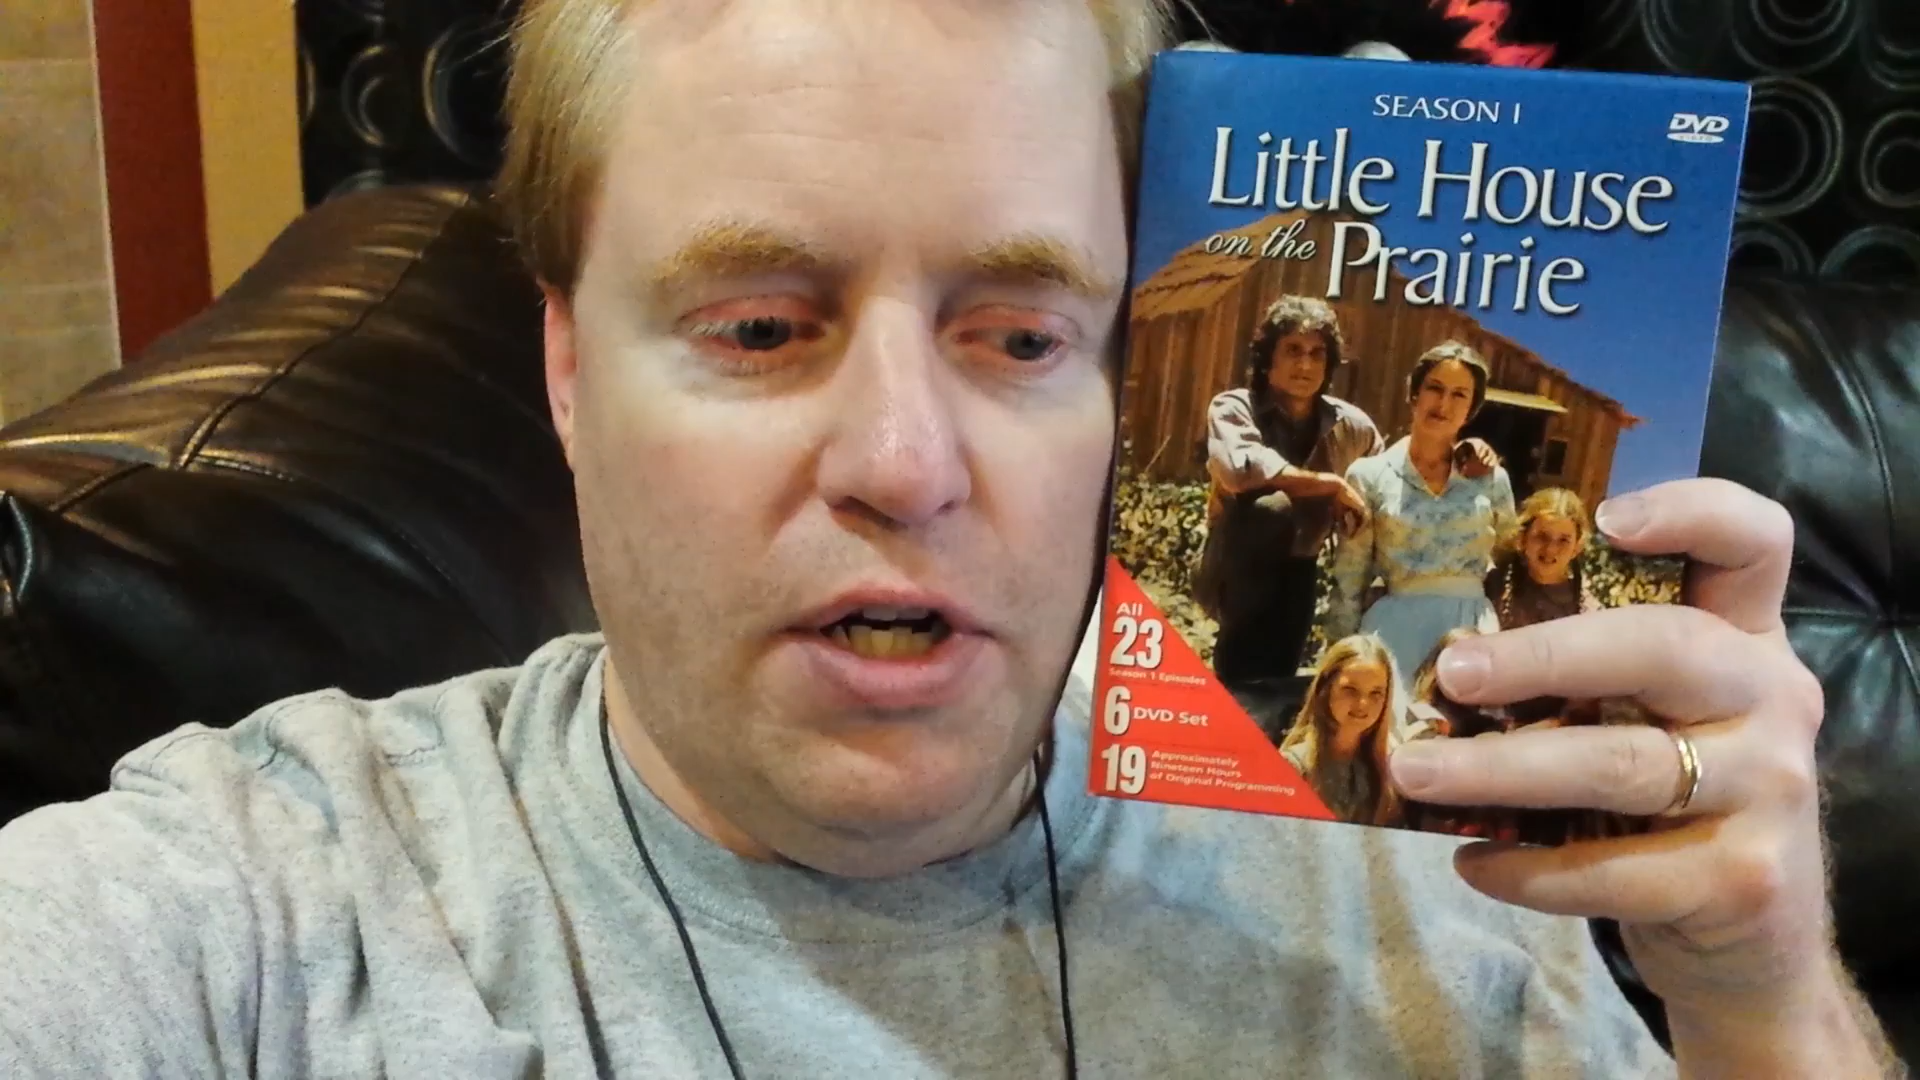 SEASON 1
DVD
VIDEO
Little House
on the Prairie
All
23
Season 1 Episodes
6 DVD Set
19 Approximately
Nineteen Hours
of Original Programming